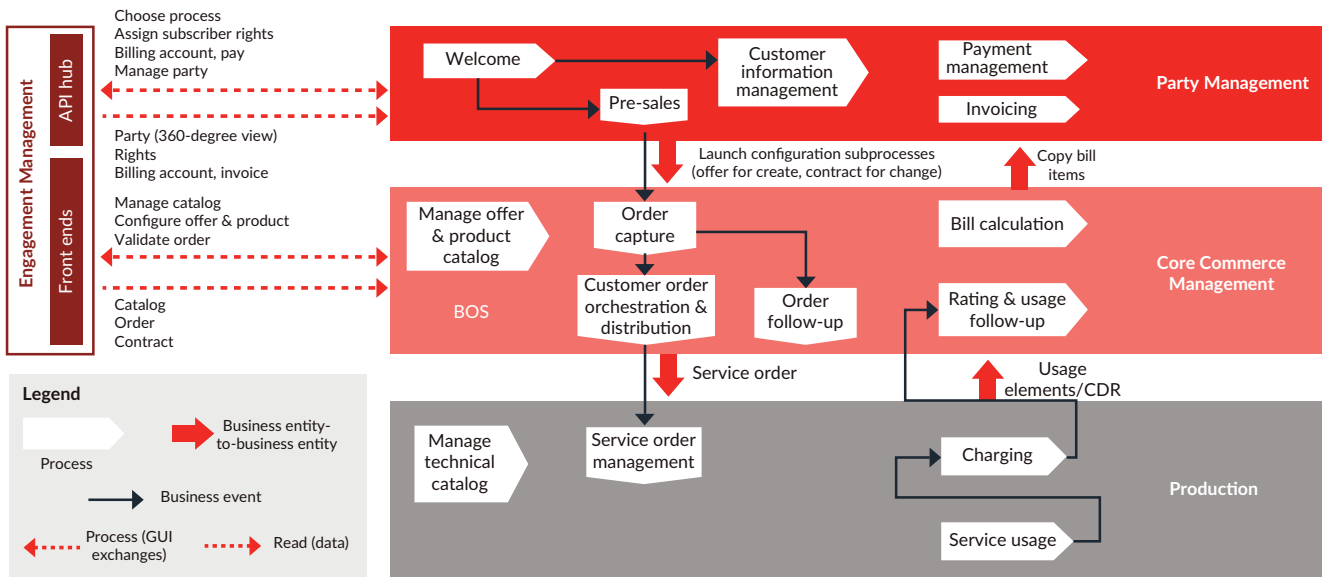 Engagement Management
API hub
Front ends
Choose process
Assign subscriber rights
Billing account, pay
Manage party
Party (360-degree view)
Rights
Billing account, invoice
Manage catalog
Configure offer & product
Validate order
Catalog
Order
Contract
Welcome
Customer
information
management
Pre-sales
Payment
management
Invoicing
Party Management
Launch configuration subprocesses
(offer for create, contract for change)
Copy bill
items
Manage offer
& product
catalog
BOS
Order
capture
Customer order
orchestration &
distribution
Order
follow-up
Bill calculation
Rating & usage
follow-up
Core Commerce
Management
Service order
Usage
elements/CDR
Manage
technical
catalog
Service order
management
Charging
Service usage
Production
Legend
Process
Business entity-
to-business entity
Business event
Process (GUI
exchanges)
Read (data)